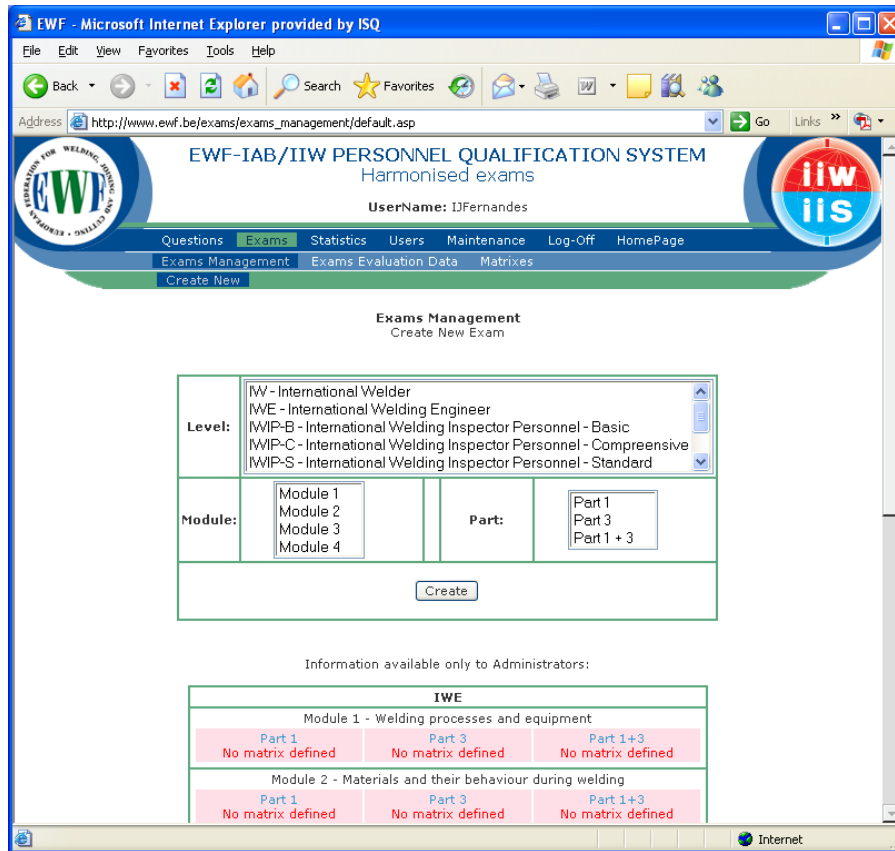 EWF - Microsoft Internet Explorer provided by ISQ
File Edit View Favorites Tools Help
Back Search Favorites
Address http://www.ewf.be/exams/exams_management/default.asp Go Links »
EUROPEAN FEDERATION FOR WELDING, JOINING AND CUTTING
EWF
EWF-IAB/IIW PERSONNEL QUALIFICATION SYSTEM
Harmonised exams
UserName: IJFernandes
iiw
iis
Questions Exams Statistics Users Maintenance Log-Off HomePage
Exams Management Exams Evaluation Data Matrixes
Create New
Exams Management
Create New Exam
Level:
IW - International Welder
IWE - International Welding Engineer
IWIP-B - International Welding Inspector Personnel - Basic
IWIP-C - International Welding Inspector Personnel - Compreensive
IWIP-S - International Welding Inspector Personnel - Standard
Module:
Module 1
Module 2
Module 3
Module 4
Part:
Part 1
Part 3
Part 1 + 3
Create
Information available only to Administrators:
IWE
Module 1 - Welding processes and equipment
Part 1 Part 3 Part 1+3
No matrix defined No matrix defined No matrix defined
Module 2 - Materials and their behaviour during welding
Part 1 Part 3 Part 1+3
No matrix defined No matrix defined No matrix defined
Internet